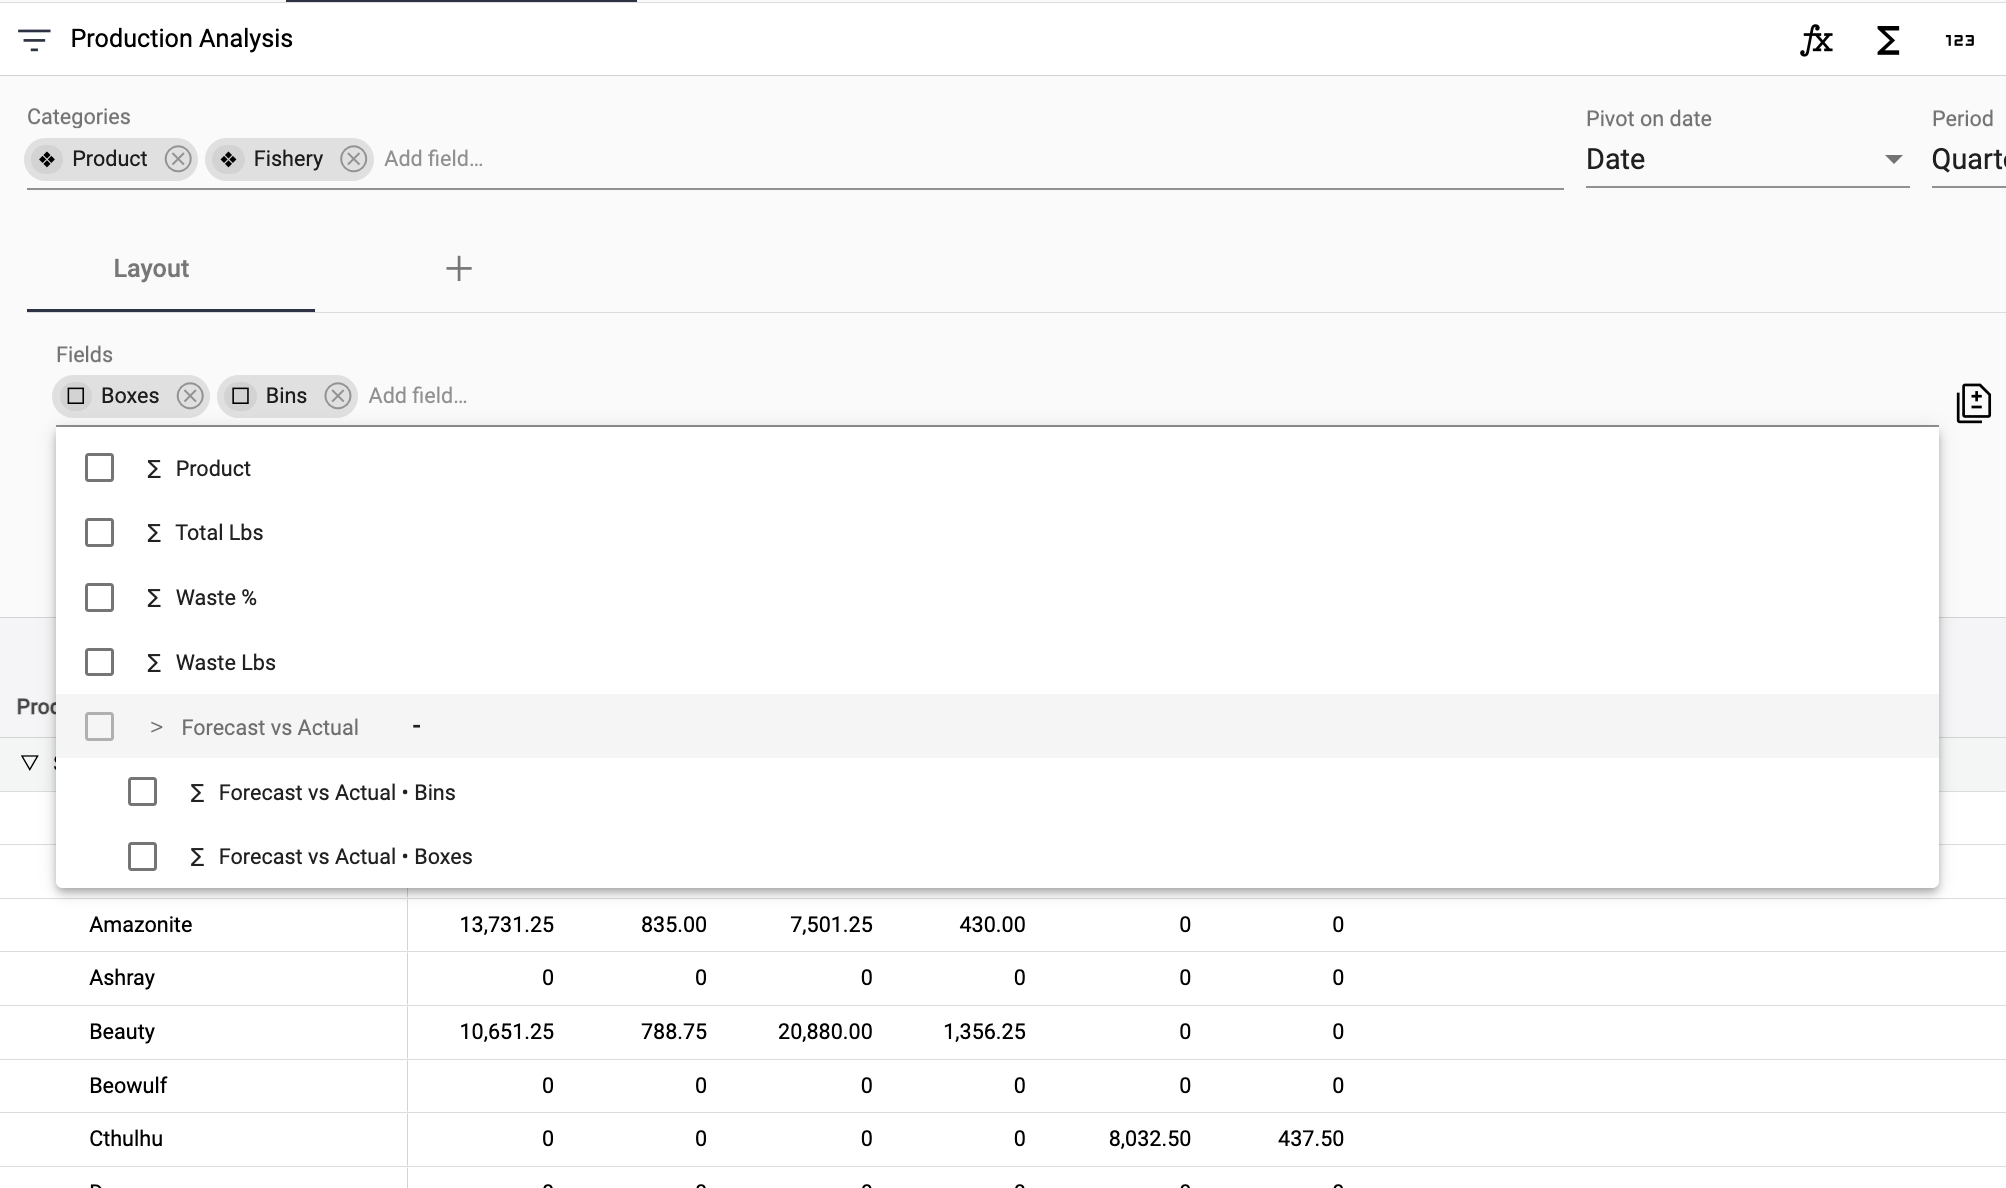 Production Analysis
fx Σ 123
Categories
Product Fishery Add field...
Pivot on date
Date
Period
Layout +
Fields
Boxes Bins Add field...
Σ Product
Σ Total Lbs
Σ Waste %
Σ Waste Lbs
> Forecast vs Actual -
Σ Forecast vs Actual • Bins
Σ Forecast vs Actual • Boxes
Amazonite 13,731.25 835.00 7,501.25 430.00 0 0
Ashray 0 0 0 0 0 0
Beauty 10,651.25 788.75 20,880.00 1,356.25 0 0
Beowulf 0 0 0 0 0 0
Cthulhu 0 0 0 0 8,032.50 437.50